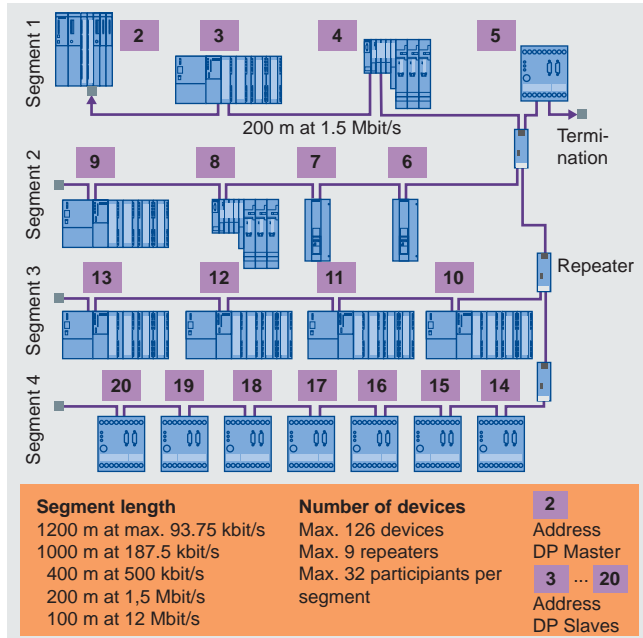 Segment 1
2
3
4
5
200 m at 1.5 Mbit/s
Termi-
nation
Segment 2
9
8
7
6
Repeater
Segment 3
13
12
11
10
Segment 4
20
19
18
17
16
15
14
Segment length
1200 m at max. 93.75 kbit/s
1000 m at 187.5 kbit/s
400 m at 500 kbit/s
200 m at 1,5 Mbit/s
100 m at 12 Mbit/s
Number of devices
Max. 126 devices
Max. 9 repeaters
Max. 32 participiants per
segment
2
Address
DP Master
3 ... 20
Address
DP Slaves